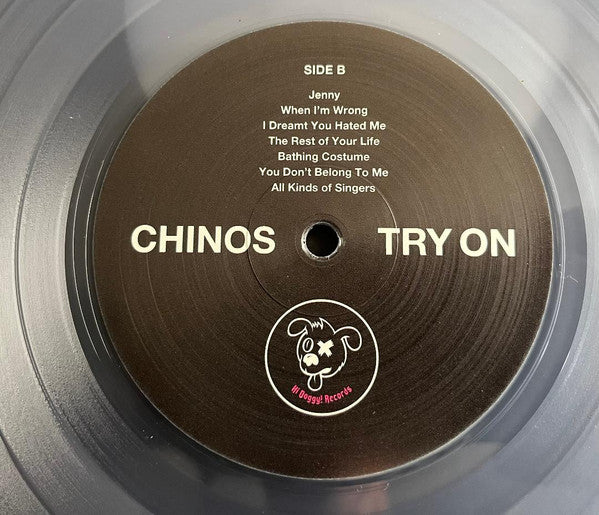 SIDE B
Jenny
When I'm Wrong
I Dreamt You Hated Me
The Rest of Your Life
Bathing Costume
You Don't Belong To Me
All Kinds of Singers
CHINOS TRY ON
Hi Doggy! Records